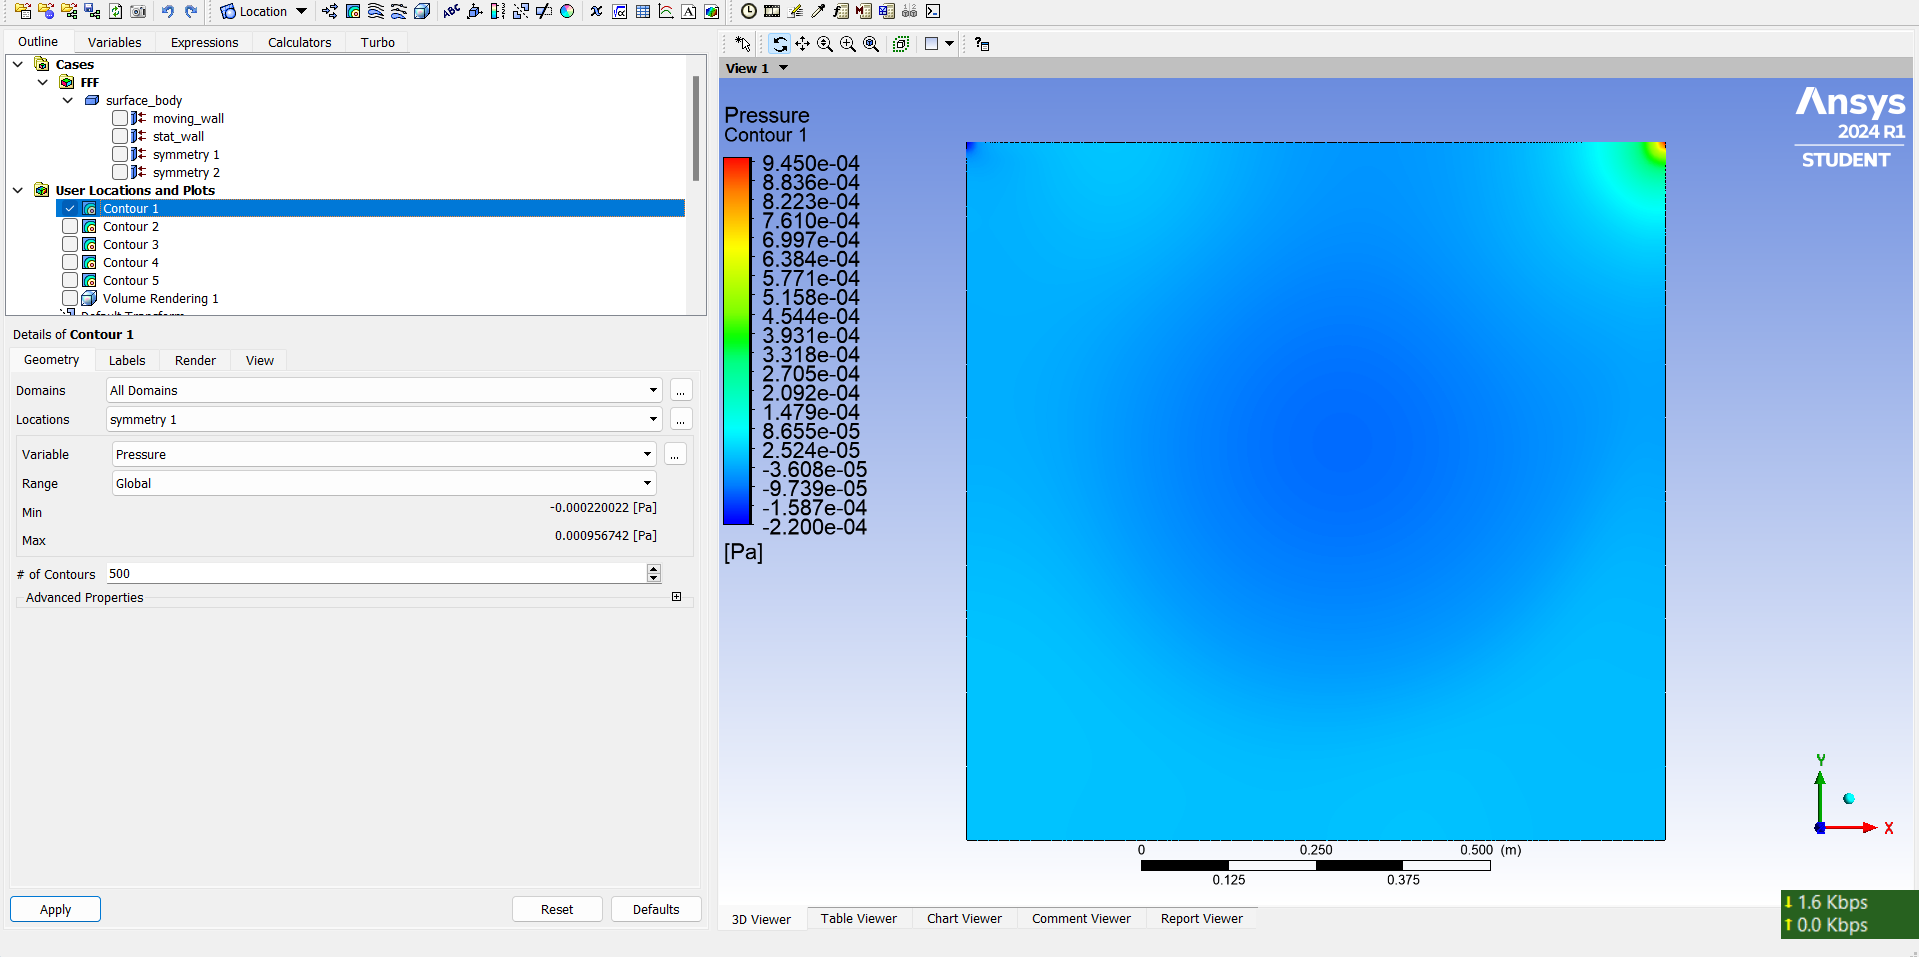 Location
Outline
Variables
Expressions
Calculators
Turbo
Cases
FFF
surface_body
moving_wall
stat_wall
symmetry 1
symmetry 2
User Locations and Plots
Contour 1
Contour 2
Contour 3
Contour 4
Contour 5
Volume Rendering 1
Default Transform
Details of Contour 1
Geometry
Labels
Render
View
Domains
All Domains
...
Locations
symmetry 1
...
Variable
Pressure
...
Range
Global
Min
-0.000220022 [Pa]
Max
0.000956742 [Pa]
# of Contours
500
Advanced Properties
Apply
Reset
Defaults
View 1
Pressure
Contour 1
9.450e-04
8.836e-04
8.223e-04
7.610e-04
6.997e-04
6.384e-04
5.771e-04
5.158e-04
4.544e-04
3.931e-04
3.318e-04
2.705e-04
2.092e-04
1.479e-04
8.655e-05
2.524e-05
-3.608e-05
-9.739e-05
-1.587e-04
-2.200e-04
[Pa]
Ansys
2024 R1
STUDENT
Y
X
0
0.250
0.500 (m)
0.125
0.375
3D Viewer
Table Viewer
Chart Viewer
Comment Viewer
Report Viewer
1.6 Kbps
0.0 Kbps